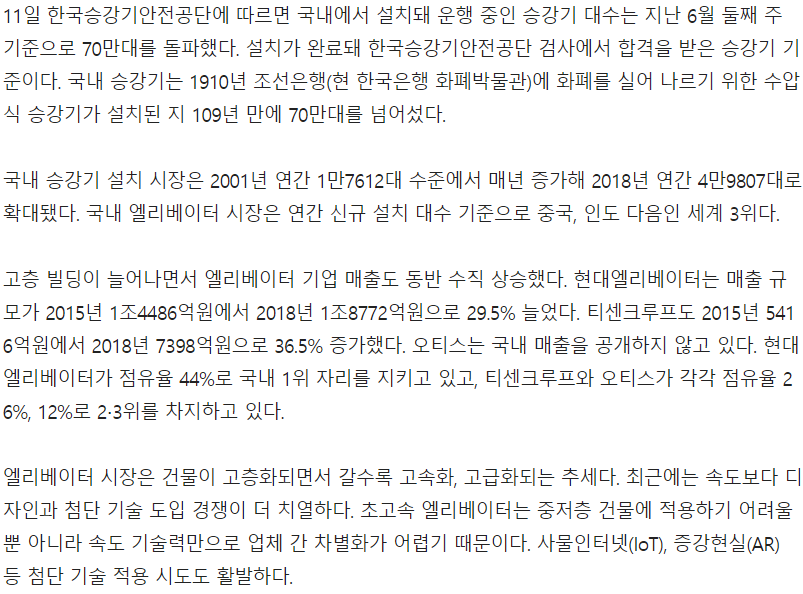 11일 한국승강기안전공단에 따르면 국내에서 설치돼 운행 중인 승강기 대수는 지난 6월 둘째 주
기준으로 70만대를 돌파했다. 설치가 완료돼 한국승강기안전공단 검사에서 합격을 받은 승강기 기
준이다. 국내 승강기는 1910년 조선은행(현 한국은행 화폐박물관)에 화폐를 실어 나르기 위한 수압
식 승강기가 설치된 지 109년 만에 70만대를 넘어섰다.
국내 승강기 설치 시장은 2001년 연간 1만7612대 수준에서 매년 증가해 2018년 연간 4만9807대로
확대됐다. 국내 엘리베이터 시장은 연간 신규 설치 대수 기준으로 중국, 인도 다음인 세계 3위다.
고층 빌딩이 늘어나면서 엘리베이터 기업 매출도 동반 수직 상승했다. 현대엘리베이터는 매출 규
모가 2015년 1조4486억원에서 2018년 1조8772억원으로 29.5% 늘었다. 티센크루프도 2015년 541
6억원에서 2018년 7398억원으로 36.5% 증가했다. 오티스는 국내 매출을 공개하지 않고 있다. 현대
엘리베이터가 점유율 44%로 국내 1위 자리를 지키고 있고, 티센크루프와 오티스가 각각 점유율 2
6%, 12%로 2·3위를 차지하고 있다.
엘리베이터 시장은 건물이 고층화되면서 갈수록 고속화, 고급화되는 추세다. 최근에는 속도보다 디
자인과 첨단 기술 도입 경쟁이 더 치열하다. 초고속 엘리베이터는 중저층 건물에 적용하기 어려울
뿐 아니라 속도 기술력만으로 업체 간 차별화가 어렵기 때문이다. 사물인터넷(IoT), 증강현실(AR)
등 첨단 기술 적용 시도도 활발하다.